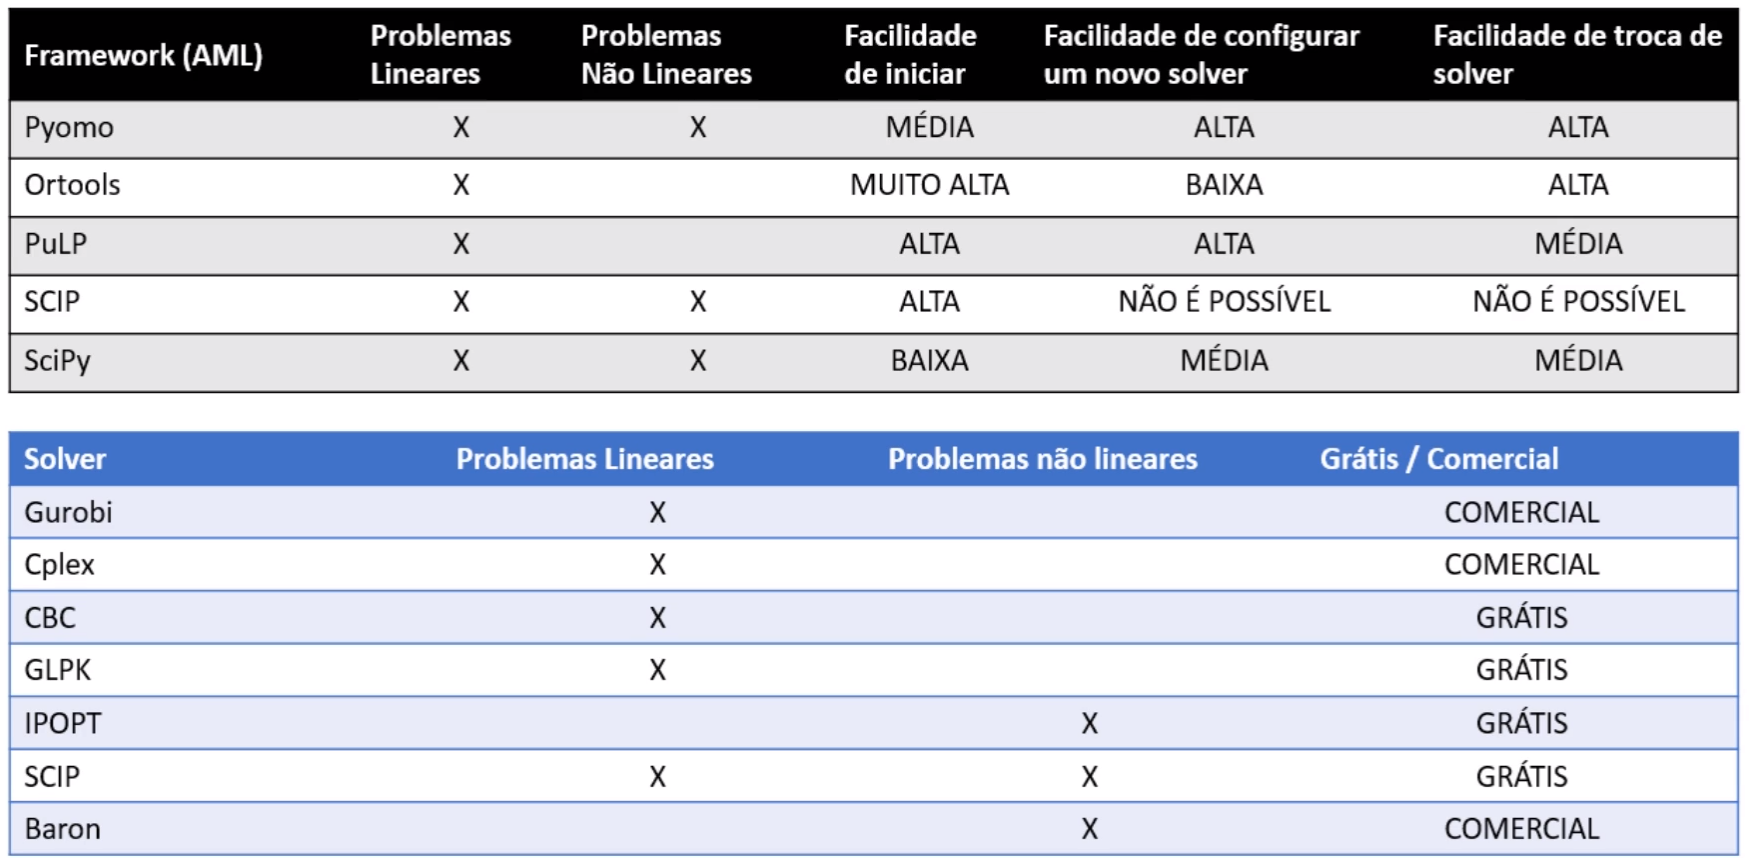 Framework (AML) Problemas Lineares Problemas Não Lineares Facilidade de iniciar Facilidade de configurar um novo solver Facilidade de troca de solver
Pyomo X X MÉDIA ALTA ALTA
Ortools X MUITO ALTA BAIXA ALTA
PuLP X ALTA ALTA MÉDIA
SCIP X X ALTA NÃO É POSSÍVEL NÃO É POSSÍVEL
SciPy X X BAIXA MÉDIA MÉDIA
Solver Problemas Lineares Problemas não lineares Grátis / Comercial
Gurobi X COMERCIAL
Cplex X COMERCIAL
CBC X GRÁTIS
GLPK X GRÁTIS
IPOPT X GRÁTIS
SCIP X X GRÁTIS
Baron X COMERCIAL